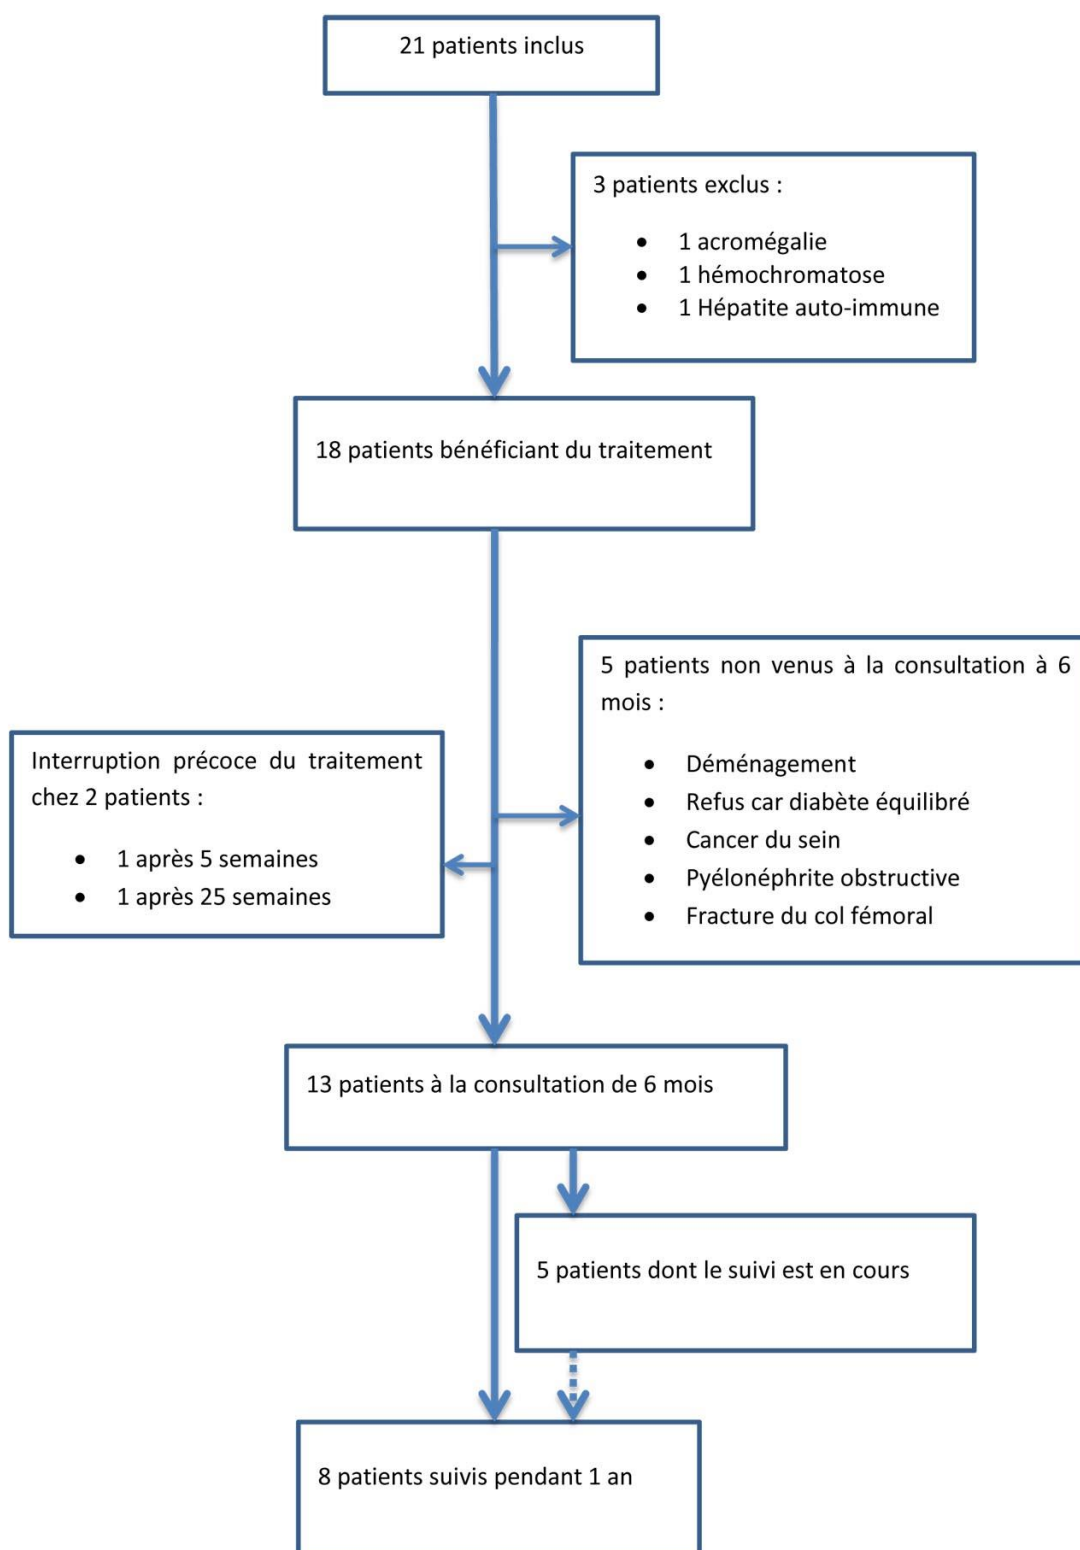 21 patients inclus
3 patients exclus :
• 1 acromégalie
• 1 hémochromatose
• 1 Hépatite auto-immune
18 patients bénéficiant du traitement
5 patients non venus à la consultation à 6
mois :
• Déménagement
• Refus car diabète équilibré
• Cancer du sein
• Pyélonéphrite obstructive
• Fracture du col fémoral
Interruption précoce du traitement
chez 2 patients :
• 1 après 5 semaines
• 1 après 25 semaines
13 patients à la consultation de 6 mois
5 patients dont le suivi est en cours
8 patients suivis pendant 1 an